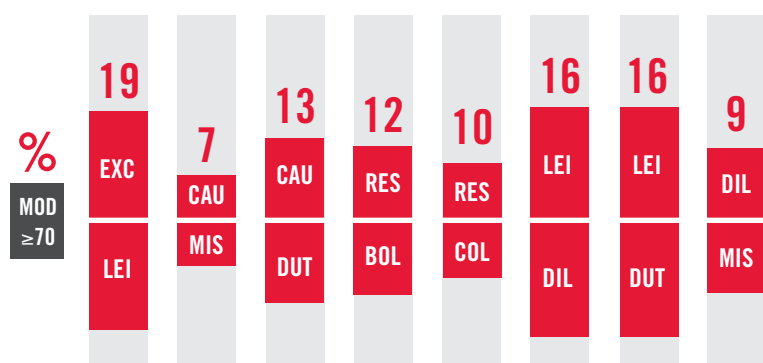 %
MOD
≥70
19
EXC
LEI
7
CAU
MIS
13
CAU
DUT
12
RES
BOL
10
RES
COL
16
LEI
DIL
16
LEI
DUT
9
DIL
MIS